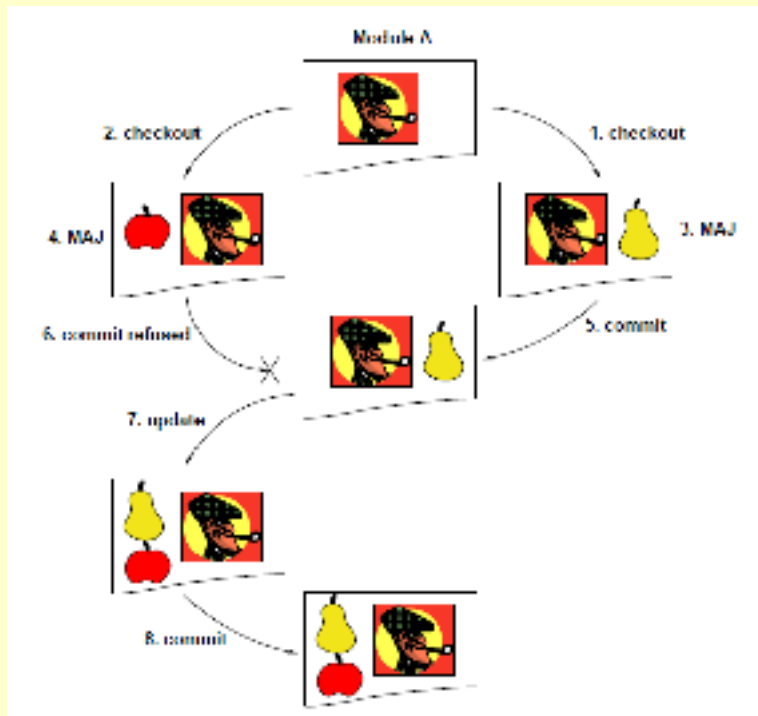 Module A
2. checkout
1. checkout
4. MAJ
3. MAJ
6. commit refused
5. commit
7. update
8. commit